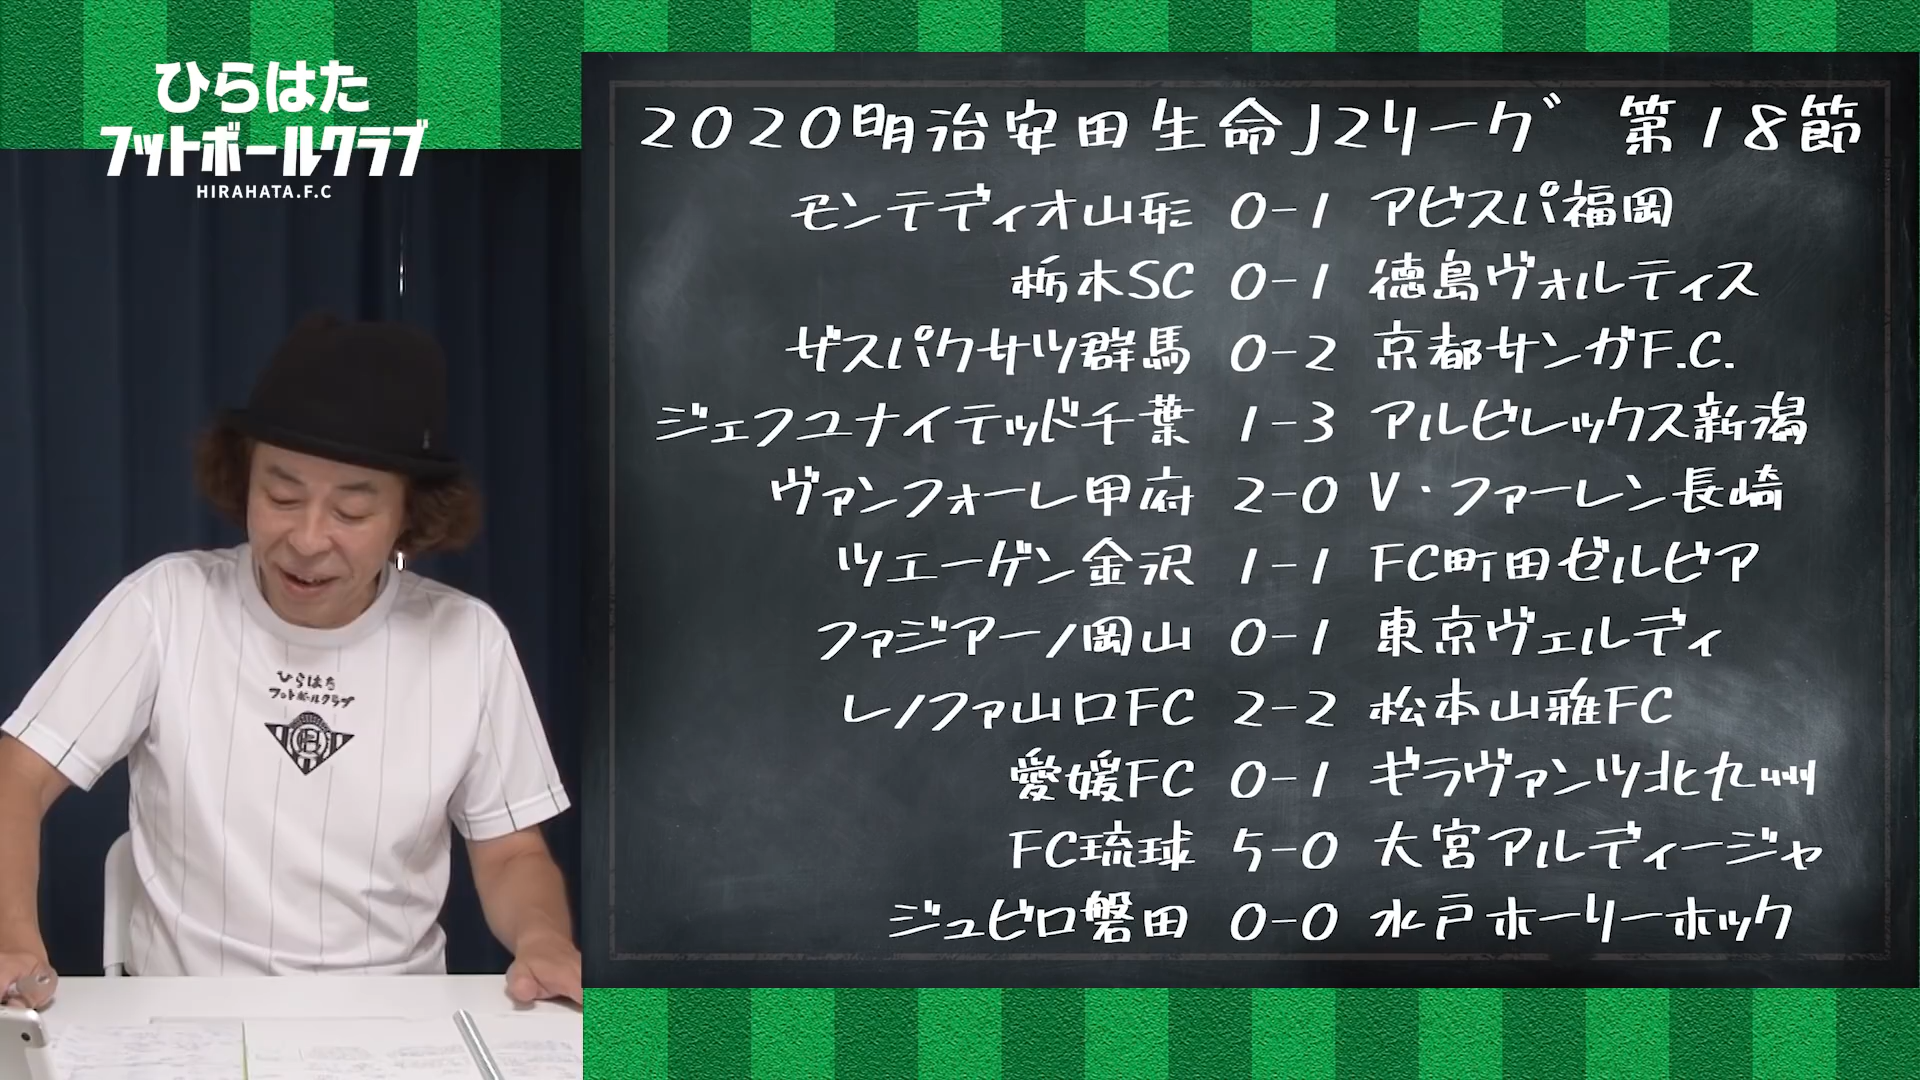 ひらはた
フットボールクラブ
HIRAHATA.F.C
2020明治安田生命J2リーグ 第18節
モンテディオ山形 0-1 アビスパ福岡
栃木SC 0-1 徳島ヴォルティス
ザスパクサツ群馬 0-2 京都サンガF.C.
ジェフユナイテッド千葉 1-3 アルビレックス新潟
ヴァンフォーレ甲府 2-0 V・ファーレン長崎
ツエーゲン金沢 1-1 FC町田ゼルビア
ファジアーノ岡山 0-1 東京ヴェルディ
レノファ山口FC 2-2 松本山雅FC
愛媛FC 0-1 ギラヴァンツ北九州
FC琉球 5-0 大宮アルディージャ
ジュビロ磐田 0-0 水戸ホーリーホック
ひらはた
フットボールクラブ